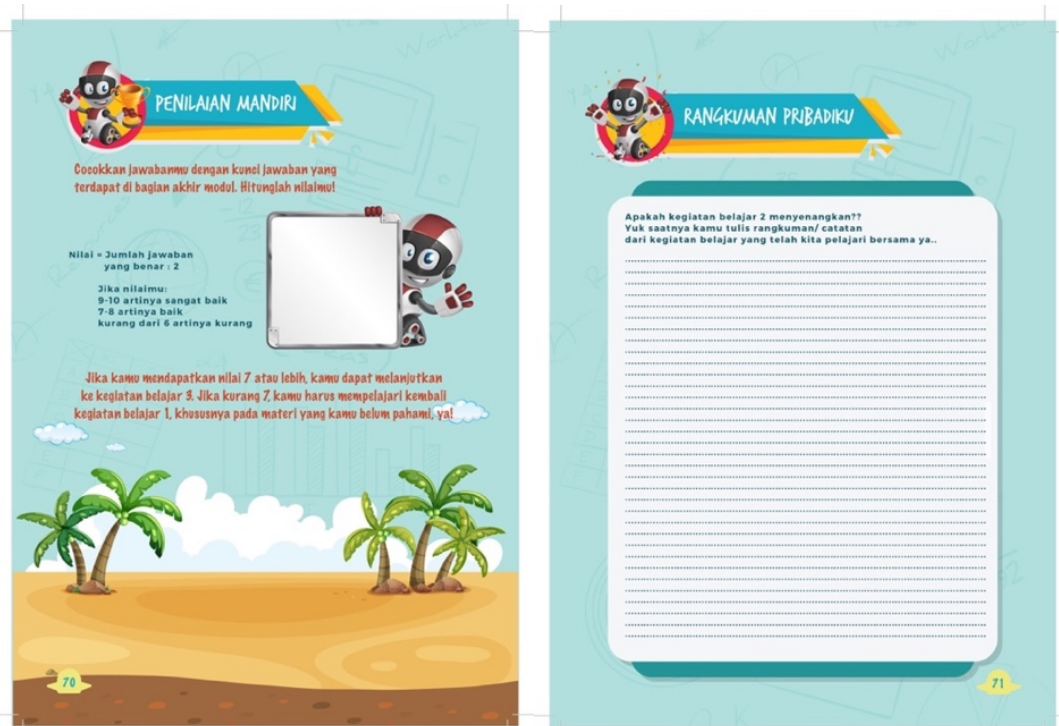 PENILAIAN MANDIRI
Cocokkan jawabanmu dengan kunci jawaban yang
terdapat di bagian akhir modul. Hitunglah nilaimu!
Nilai = Jumlah jawaban
yang benar : 2
Jika nilaimu:
9-10 artinya sangat baik
7-8 artinya baik
kurang dari 6 artinya kurang
Jika kamu mendapatkan nilai 7 atau lebih, kamu dapat melanjutkan
ke kegiatan belajar 3. Jika kurang 7, kamu harus mempelajari kembali
kegiatan belajar 1, khususnya pada materi yang kamu belum pahami, ya!
70
RANGKUMAN PRIBADIKU
Apakah kegiatan belajar 2 menyenangkan??
Yuk saatnya kamu tulis rangkuman/ catatan
dari kegiatan belajar yang telah kita pelajari bersama ya..
71